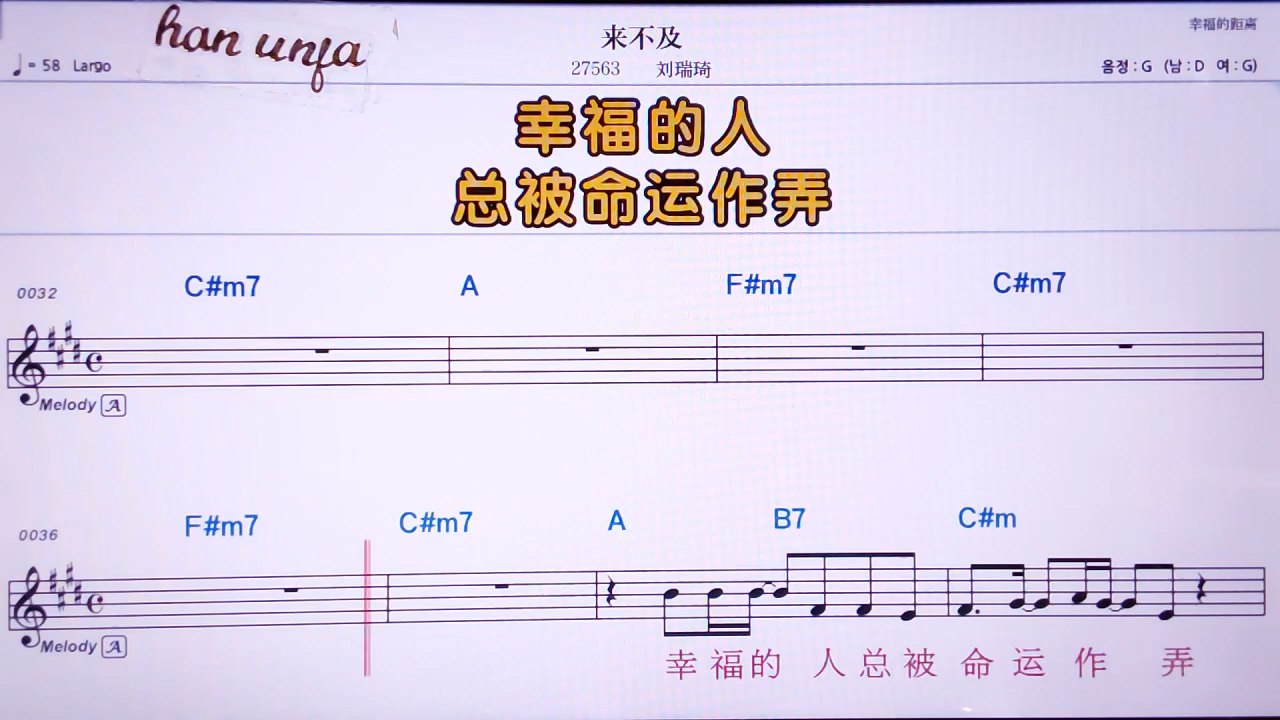 han unfa
来不及
幸福的距离
♩= 58 Largo
27563 刘瑞琦
음정 : G (남 : D 여 : G)
幸福的人
总被命运作弄
0032
C#m7 A F#m7 C#m7
Melody A
0036
F#m7 C#m7 A B7 C#m
Melody A
幸 福 的 人 总 被 命 运 作 弄